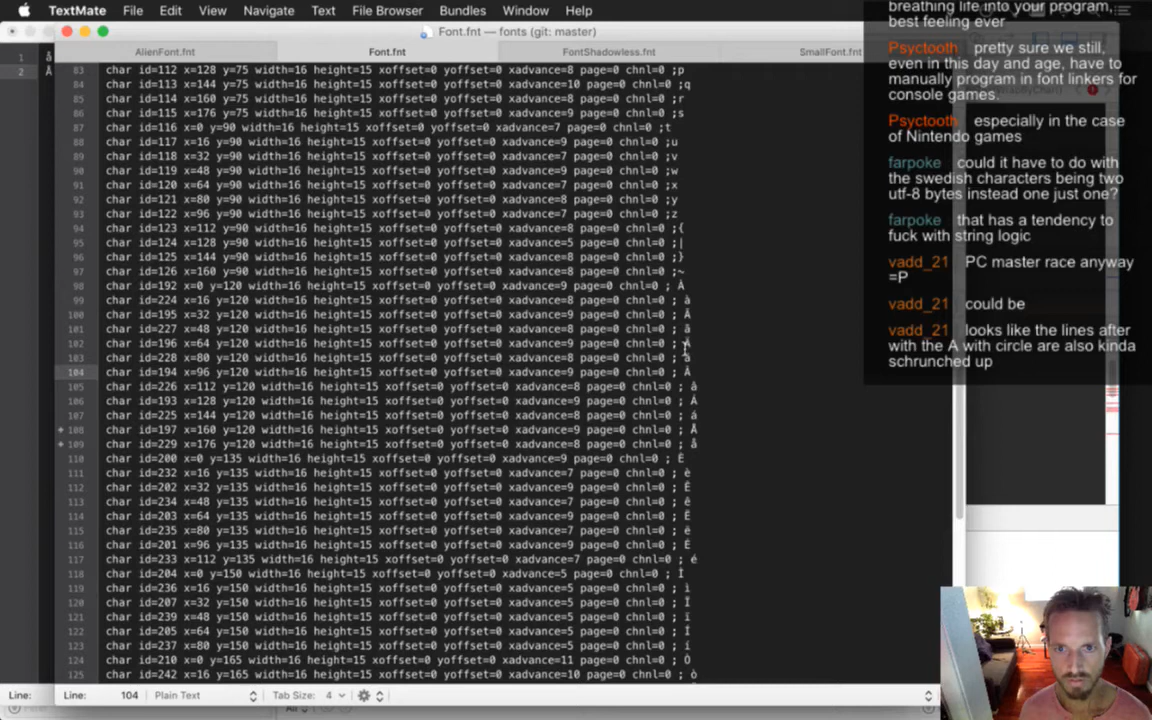 TextMate File Edit View Navigate Text File Browser Bundles Window Help
Font.fnt — fonts (git: master)
AlienFont.fnt Font.fnt FontShadowless.fnt SmallFont.fnt
1
2
83 char id=112 x=128 y=75 width=16 height=15 xoffset=0 yoffset=0 xadvance=8 page=0 chnl=0 ;p
84 char id=113 x=144 y=75 width=16 height=15 xoffset=0 yoffset=0 xadvance=10 page=0 chnl=0 ;q
85 char id=114 x=160 y=75 width=16 height=15 xoffset=0 yoffset=0 xadvance=8 page=0 chnl=0 ;r
86 char id=115 x=176 y=75 width=16 height=15 xoffset=0 yoffset=0 xadvance=9 page=0 chnl=0 ;s
87 char id=116 x=0 y=90 width=16 height=15 xoffset=0 yoffset=0 xadvance=7 page=0 chnl=0 ;t
88 char id=117 x=16 y=90 width=16 height=15 xoffset=0 yoffset=0 xadvance=9 page=0 chnl=0 ;u
89 char id=118 x=32 y=90 width=16 height=15 xoffset=0 yoffset=0 xadvance=7 page=0 chnl=0 ;v
90 char id=119 x=48 y=90 width=16 height=15 xoffset=0 yoffset=0 xadvance=9 page=0 chnl=0 ;w
91 char id=120 x=64 y=90 width=16 height=15 xoffset=0 yoffset=0 xadvance=7 page=0 chnl=0 ;x
92 char id=121 x=80 y=90 width=16 height=15 xoffset=0 yoffset=0 xadvance=8 page=0 chnl=0 ;y
93 char id=122 x=96 y=90 width=16 height=15 xoffset=0 yoffset=0 xadvance=7 page=0 chnl=0 ;z
94 char id=123 x=112 y=90 width=16 height=15 xoffset=0 yoffset=0 xadvance=8 page=0 chnl=0 ;{
95 char id=124 x=128 y=90 width=16 height=15 xoffset=0 yoffset=0 xadvance=5 page=0 chnl=0 ;|
96 char id=125 x=144 y=90 width=16 height=15 xoffset=0 yoffset=0 xadvance=8 page=0 chnl=0 ;}
97 char id=126 x=160 y=90 width=16 height=15 xoffset=0 yoffset=0 xadvance=8 page=0 chnl=0 ;~
98 char id=192 x=0 y=120 width=16 height=15 xoffset=0 yoffset=0 xadvance=9 page=0 chnl=0 ; À
99 char id=224 x=16 y=120 width=16 height=15 xoffset=0 yoffset=0 xadvance=8 page=0 chnl=0 ; à
100 char id=195 x=32 y=120 width=16 height=15 xoffset=0 yoffset=0 xadvance=9 page=0 chnl=0 ; Ã
101 char id=227 x=48 y=120 width=16 height=15 xoffset=0 yoffset=0 xadvance=8 page=0 chnl=0 ; ã
102 char id=196 x=64 y=120 width=16 height=15 xoffset=0 yoffset=0 xadvance=9 page=0 chnl=0 ; Ä
103 char id=228 x=80 y=120 width=16 height=15 xoffset=0 yoffset=0 xadvance=8 page=0 chnl=0 ; ä
104 char id=194 x=96 y=120 width=16 height=15 xoffset=0 yoffset=0 xadvance=9 page=0 chnl=0 ; Â
105 char id=226 x=112 y=120 width=16 height=15 xoffset=0 yoffset=0 xadvance=8 page=0 chnl=0 ; â
106 char id=193 x=128 y=120 width=16 height=15 xoffset=0 yoffset=0 xadvance=9 page=0 chnl=0 ; Á
107 char id=225 x=144 y=120 width=16 height=15 xoffset=0 yoffset=0 xadvance=8 page=0 chnl=0 ; á
108 char id=197 x=160 y=120 width=16 height=15 xoffset=0 yoffset=0 xadvance=9 page=0 chnl=0 ; Å
109 char id=229 x=176 y=120 width=16 height=15 xoffset=0 yoffset=0 xadvance=8 page=0 chnl=0 ; å
110 char id=200 x=0 y=135 width=16 height=15 xoffset=0 yoffset=0 xadvance=9 page=0 chnl=0 ; È
111 char id=232 x=16 y=135 width=16 height=15 xoffset=0 yoffset=0 xadvance=7 page=0 chnl=0 ; è
112 char id=202 x=32 y=135 width=16 height=15 xoffset=0 yoffset=0 xadvance=9 page=0 chnl=0 ; Ê
113 char id=234 x=48 y=135 width=16 height=15 xoffset=0 yoffset=0 xadvance=7 page=0 chnl=0 ; ê
114 char id=203 x=64 y=135 width=16 height=15 xoffset=0 yoffset=0 xadvance=9 page=0 chnl=0 ; Ë
115 char id=235 x=80 y=135 width=16 height=15 xoffset=0 yoffset=0 xadvance=7 page=0 chnl=0 ; ë
116 char id=201 x=96 y=135 width=16 height=15 xoffset=0 yoffset=0 xadvance=9 page=0 chnl=0 ; É
117 char id=233 x=112 y=135 width=16 height=15 xoffset=0 yoffset=0 xadvance=7 page=0 chnl=0 ; é
118 char id=204 x=0 y=150 width=16 height=15 xoffset=0 yoffset=0 xadvance=5 page=0 chnl=0 ; Ì
119 char id=236 x=16 y=150 width=16 height=15 xoffset=0 yoffset=0 xadvance=5 page=0 chnl=0 ; ì
120 char id=207 x=32 y=150 width=16 height=15 xoffset=0 yoffset=0 xadvance=5 page=0 chnl=0 ; Ï
121 char id=239 x=48 y=150 width=16 height=15 xoffset=0 yoffset=0 xadvance=5 page=0 chnl=0 ; ï
122 char id=205 x=64 y=150 width=16 height=15 xoffset=0 yoffset=0 xadvance=5 page=0 chnl=0 ; Í
123 char id=237 x=80 y=150 width=16 height=15 xoffset=0 yoffset=0 xadvance=5 page=0 chnl=0 ; í
124 char id=210 x=0 y=165 width=16 height=15 xoffset=0 yoffset=0 xadvance=11 page=0 chnl=0 ; Ò
125 char id=242 x=16 y=165 width=16 height=15 xoffset=0 yoffset=0 xadvance=10 page=0 chnl=0 ; ò
Line: Line: 104 Plain Text Tab Size: 4
breathing life into your program,
best feeling ever
Psyctooth pretty sure we still,
even in this day and age, have to
manually program in font linkers for
console games.
Psyctooth especially in the case
of Nintendo games
farpoke could it have to do with
the swedish characters being two
utf-8 bytes instead one just one?
farpoke that has a tendency to
fuck with string logic
vadd_21 PC master race anyway
=P
vadd_21 could be
vadd_21 looks like the lines after
with the A with circle are also kinda
schrunched up